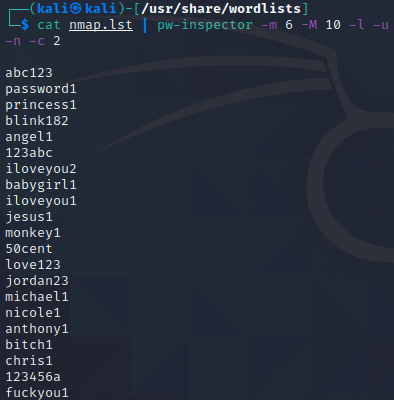 ┌──(kali㉿kali)-[/usr/share/wordlists]
└─$ cat nmap.lst | pw-inspector -m 6 -M 10 -l -u
-n -c 2
abc123
password1
princess1
blink182
angel1
123abc
iloveyou2
babygirl1
iloveyou1
jesus1
monkey1
50cent
love123
jordan23
michael1
nicole1
anthony1
bitch1
chris1
123456a
fuckyou1